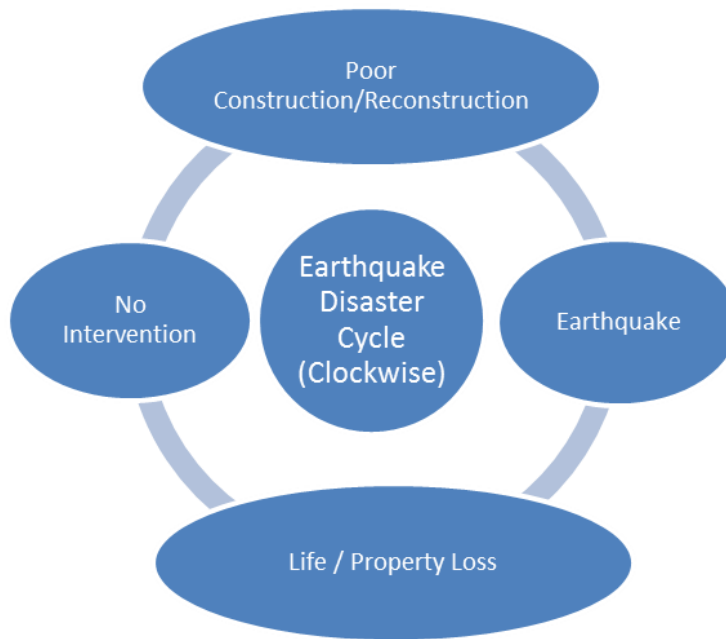 Poor
Construction/Reconstruction
Earthquake
Disaster
Cycle
(Clockwise)
No
Intervention
Earthquake
Life / Property Loss